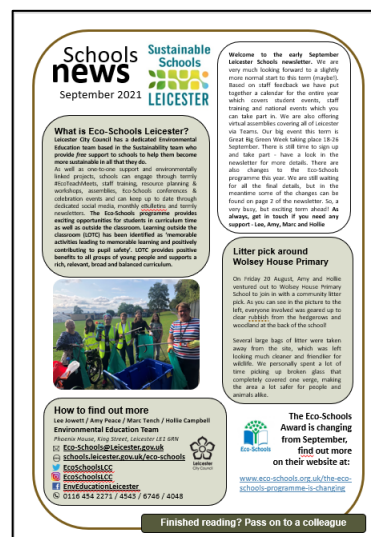 Schools
news
September 2021
Sustainable
Schools
LEICESTER
Welcome to the early September
Leicester Schools newsletter. We are
very much looking forward to a slightly
more normal start to this term (maybe!).
Based on staff feedback we have put
together a calendar for the entire year
which covers student events, staff
training and national events which you
can take part in. We are also offering
virtual assemblies covering all of Leicester
via Teams. Our big event this term is
Great Big Green Week taking place 18-26
September. There is still time to sign up
and take part - have a look in the
newsletter for more details. There are
also changes to the Eco-Schools
programme this year. We are still waiting
for all the final details, but in the
meantime some of the changes can be
found on page 2 of the newsletter. So, a
very busy, but exciting term ahead! As
always, get in touch if you need any
support - Lee, Amy, Marc and Hollie
What is Eco-Schools Leicester?
Leicester City Council has a dedicated Environmental
Education team based in the Sustainability team who
provide free support to schools to help them become
more sustainable in all that they do.
As well as one-to-one support and environmentally
linked projects, schools can engage through termly
#EcoTeachMeets, staff training, resource planning &
workshops, assemblies, Eco-Schools conferences &
celebration events and can keep up to date through
dedicated social media, monthly eBulletins and termly
newsletters. The Eco-Schools programme provides
exciting opportunities for students in curriculum time
as well as outside the classroom. Learning outside the
classroom (LOTC) has been identified as 'memorable
activities leading to memorable learning and positively
contributing to pupil safety'. LOTC provides positive
benefits to all groups of young people and supports a
rich, relevant, broad and balanced curriculum.
Litter pick around
Wolsey House Primary
On Friday 20 August, Amy and Hollie
ventured out to Wolsey House Primary
School to join in with a community litter
pick. As you can see in the picture to the
left, everyone involved was geared up to
clear rubbish from the hedgerows and
woodland at the back of the school!
Several large bags of litter were taken
away from the site, which was left
looking much cleaner and friendlier for
wildlife. We personally spent a lot of
time picking up broken glass that
completely covered one verge, making
the area a lot safer for people and
animals alike.
How to find out more
Lee Jowett / Amy Peace / Marc Tench / Hollie Campbell
Environmental Education Team
Phoenix House, King Street, Leicester LE1 6RN
Eco-Schools@Leicester.gov.uk
schools.leicester.gov.uk/eco-schools
EcoSchoolsLCC
EcoSchoolsLCC
EnvEducationLeicester
0116 454 2271 / 4543 / 6746 / 4048
Leicester
City Council
Eco-Schools
The Eco-Schools
Award is changing
from September,
find out more
on their website at:
www.eco-schools.org.uk/the-eco-
schools-programme-is-changing
Finished reading? Pass on to a colleague